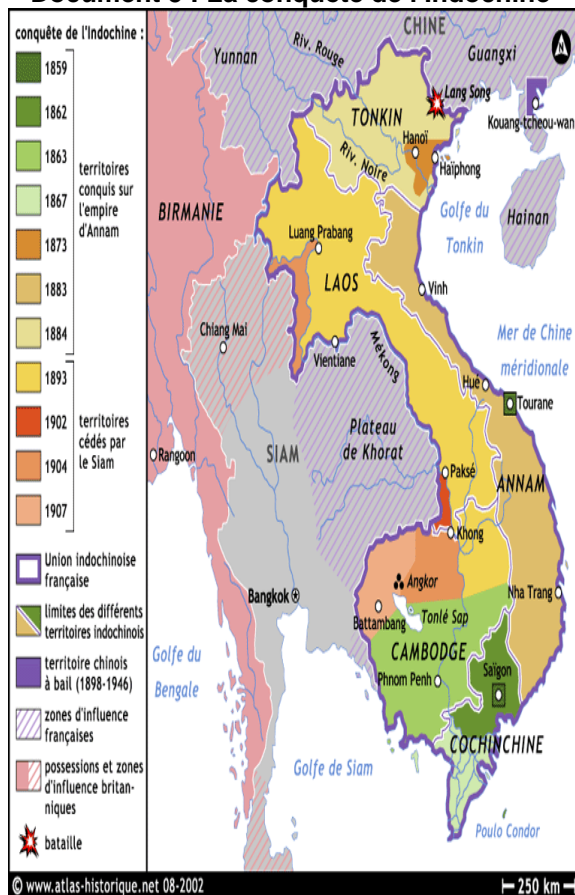 Document 3 : La conquête de l'Indochine
conquête de l'Indochine :
1859
1862
1863
1867
1873
1883
1884
territoires
conquis sur
l'empire
d'Annam
1893
1902
1904
1907
territoires
cédés par
le Siam
Union indochinoise
française
limites des différents
territoires indochinois
territoire chinois
à bail (1898-1946)
zones d'influence
françaises
possessions et zones
d'influence britan-
niques
bataille
CHINE
Yunnan
Riv. Rouge
Guangxi
N
Lang Song
Kouang-tcheou-wan
TONKIN
Hanoï
Haïphong
Riv. Noire
BIRMANIE
Golfe du
Tonkin
Hainan
Luang Prabang
LAOS
Vinh
Chiang Mai
Vientiane
Mékong
Mer de Chine
méridionale
Hué
Tourane
SIAM
Plateau
de Khorat
Rangoon
Paksé
ANNAM
Khong
Angkor
Bangkok
Battambang
Tonlé Sap
Nha Trang
CAMBODGE
Golfe du
Bengale
Phnom Penh
Saïgon
COCHINCHINE
Golfe de Siam
Poulo Condor
© www.atlas-historique.net 08-2002
250 km